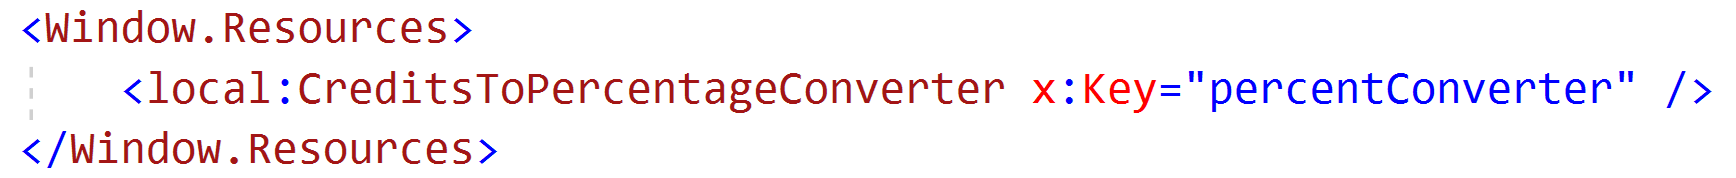 <Window.Resources>
    <local:CreditsToPercentageConverter x:Key="percentConverter" />
</Window.Resources>